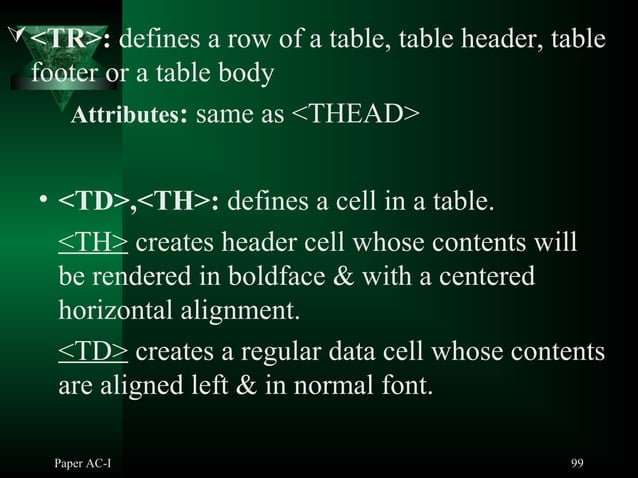 <TR>: defines a row of a table, table header, table
footer or a table body
Attributes: same as <THEAD>
• <TD>,<TH>: defines a cell in a table.
<TH> creates header cell whose contents will
be rendered in boldface & with a centered
horizontal alignment.
<TD> creates a regular data cell whose contents
are aligned left & in normal font.
Paper AC-I 99